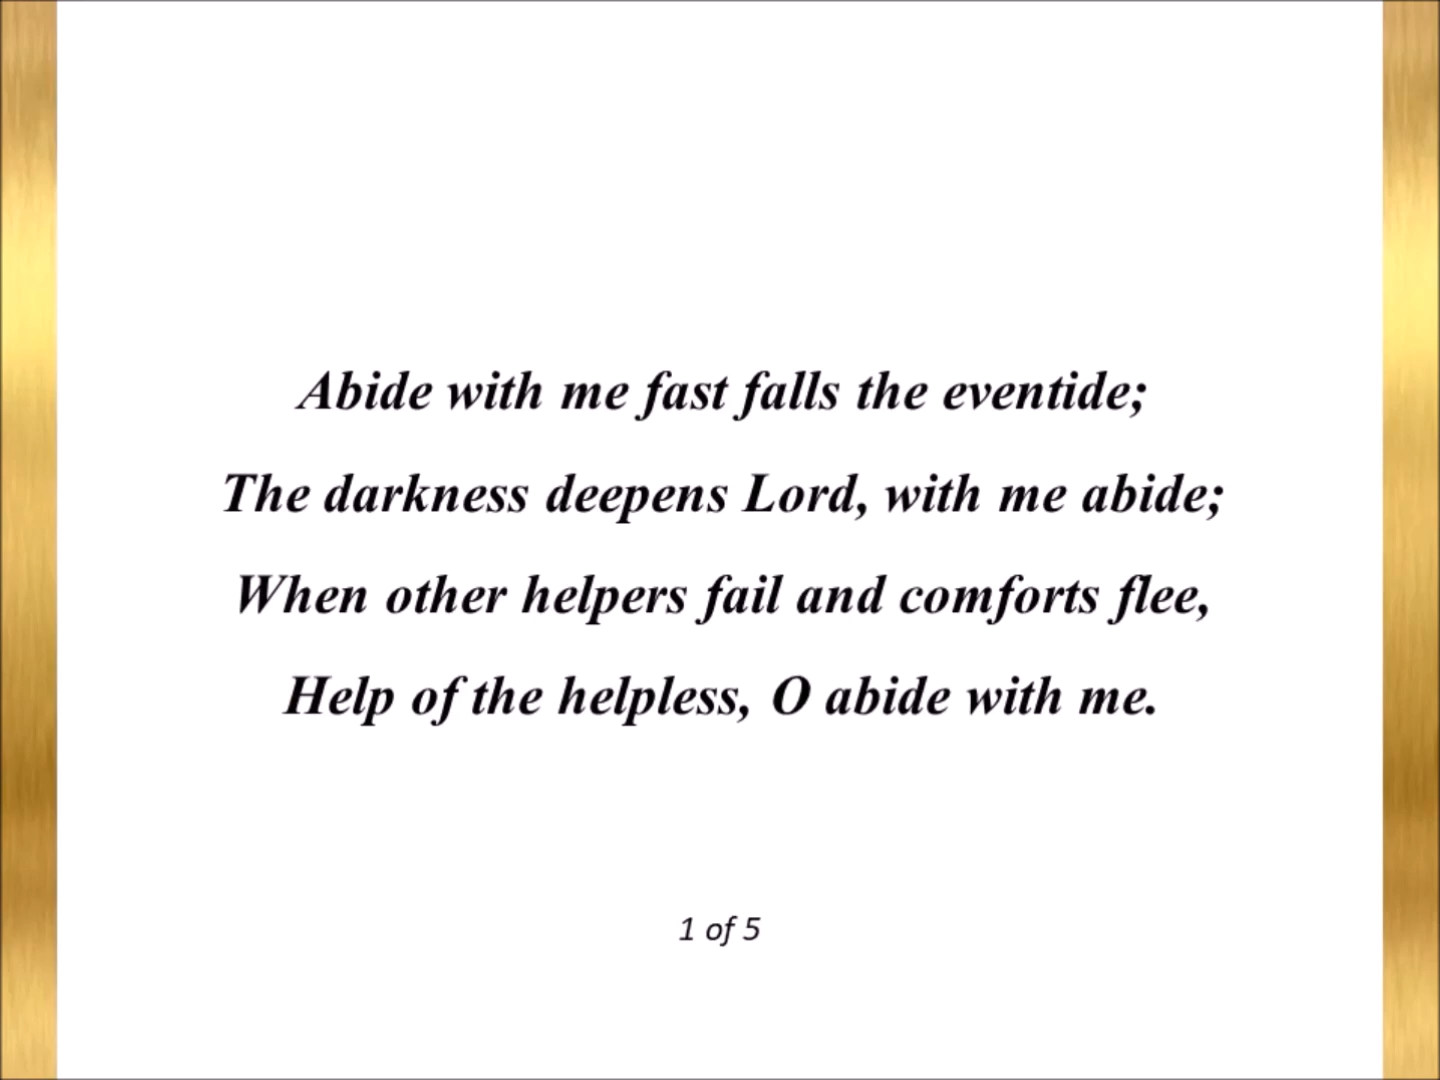 Abide with me fast falls the eventide;
The darkness deepens Lord, with me abide;
When other helpers fail and comforts flee,
Help of the helpless, O abide with me.
1 of 5